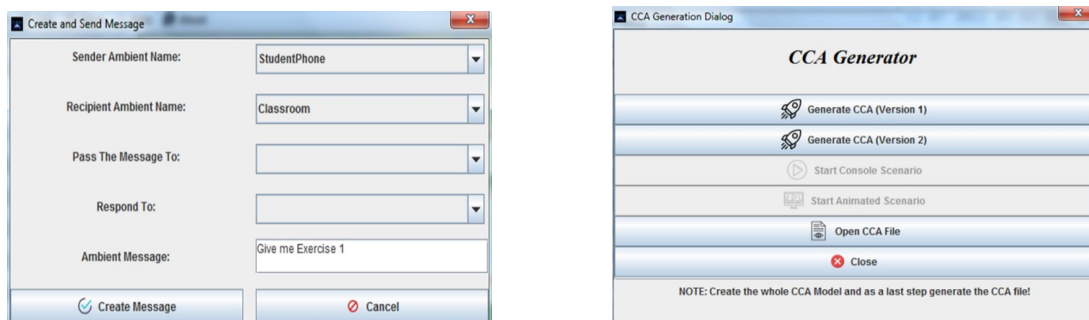 Create and Send Message
Sender Ambient Name:
StudentPhone
Recipient Ambient Name:
Classroom
Pass The Message To:
Respond To:
Ambient Message:
Give me Exercise 1
Create Message
Cancel
CCA Generation Dialog
CCA Generator
Generate CCA (Version 1)
Generate CCA (Version 2)
Start Console Scenario
Start Animated Scenario
Open CCA File
Close
NOTE: Create the whole CCA Model and as a last step generate the CCA file!